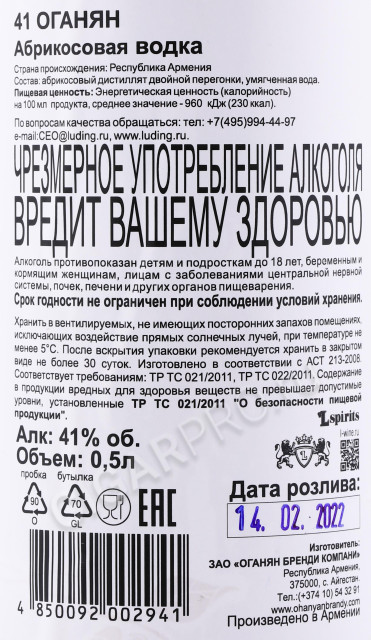 41 ОГАНЯН
Абрикосовая водка
Страна происхождения: Республика Армения
Состав: абрикосовый дистиллят двойной перегонки, умягченная вода.
Пищевая ценность: Энергетическая ценность (калорийность)
на 100 мл продукта, среднее значение - 960 кДж (230 ккал).
По вопросам качества обращаться: тел: +7(495)994-44-97
e-mail:CEO@luding.ru, www.luding.ru.
ЧРЕЗМЕРНОЕ УПОТРЕБЛЕНИЕ АЛКОГОЛЯ
ВРЕДИТ ВАШЕМУ ЗДОРОВЬЮ
Алкоголь противопоказан детям и подросткам до 18 лет, беременным и
кормящим женщинам, лицам с заболеваниями центральной нервной
системы, почек, печени и других органов пищеварения.
Срок годности не ограничен при соблюдении условий хранения.
Хранить в вентилируемых, не имеющих посторонних запахов помещениях,
исключающих воздействие прямых солнечных лучей, при температуре не
менее 5°С. После вскрытия упаковки рекомендуется хранить в закрытом
виде не более 30 суток. Изготовлено в соответствии с АСТ 213-2008.
Соответствие требованиям: ТР ТС 021/2011, ТР ТС 022/2011. Содержание
в продукции вредных для здоровья веществ не превышает допустимые
уровни, установленные ТР ТС 021/2011 "О безопасности пищевой
продукции".
Lspirits
Алк: 41% об.
Объем: 0,5л
i-wine.ru
пробка бутылка
90
O
70
GL
EAC
L
Дата розлива:
14. 02. 2022
Изготовитель:
ЗАО «ОГАНЯН БРЕНДИ КОМПАНИ»
Республика Армения,
375000, с. Айгестан.
Тел.:(+374 10) 54 32 91
www.ohanyanbrandy.com
Произведено в Армении
4 850092 002941